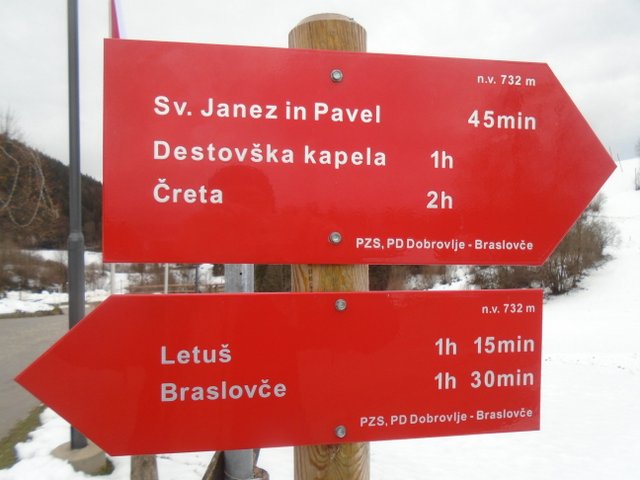 n.v. 732 m
Sv. Janez in Pavel 45min
Destovška kapela 1h
Čreta 2h
PZS, PD Dobrovlje - Braslovče
n.v. 732 m
Letuš 1h 15min
Braslovče 1h 30min
PZS, PD Dobrovlje - Braslovče